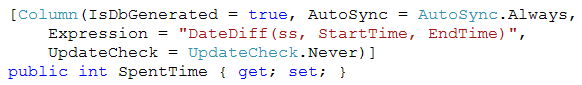 [Column(IsDbGenerated = true, AutoSync = AutoSync.Always,
    Expression = "DateDiff(ss, StartTime, EndTime)",
    UpdateCheck = UpdateCheck.Never)]
public int SpentTime { get; set; }